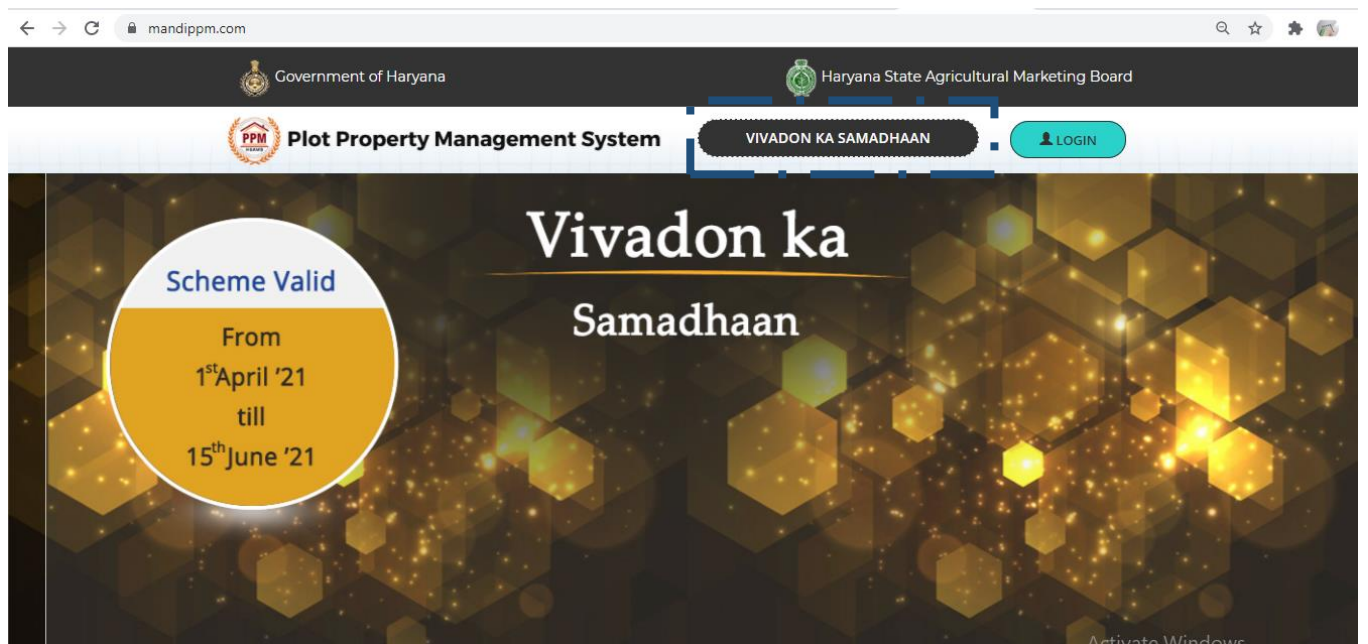 mandippm.com
Government of Haryana
Haryana State Agricultural Marketing Board
PPM
HSAMB
Plot Property Management System
VIVADON KA SAMADHAAN
LOGIN
Vivadon ka
Samadhaan
Scheme Valid
From
1st April '21
till
15th June '21
Activate Windows